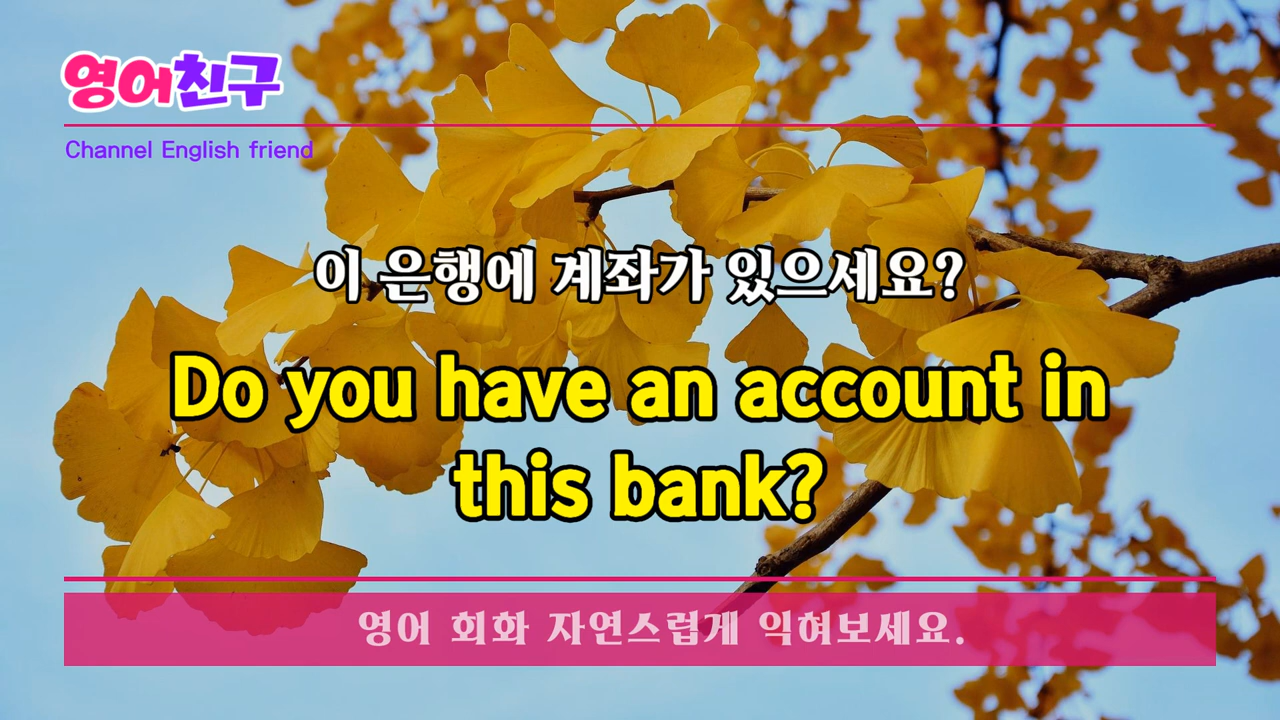 영어친구
Channel English friend
이 은행에 계좌가 있으세요?
Do you have an account in
this bank?
영어 회화 자연스럽게 익혀보세요.